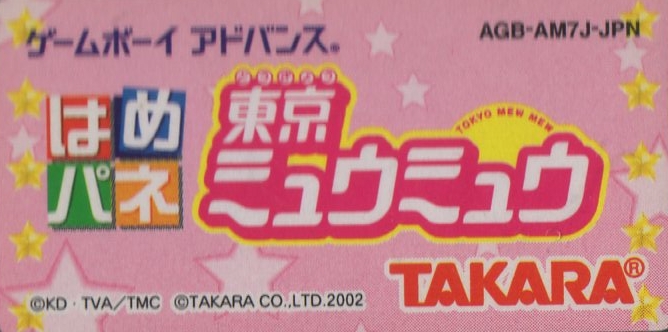 ゲームボーイ アドバンス®
AGB-AM7J-JPN
はめ
パネ
とうきょう
東京
TOKYO MEW MEW
ミュウミュウ
©KD・TVA/TMC ©TAKARA CO.,LTD.2002
TAKARA®